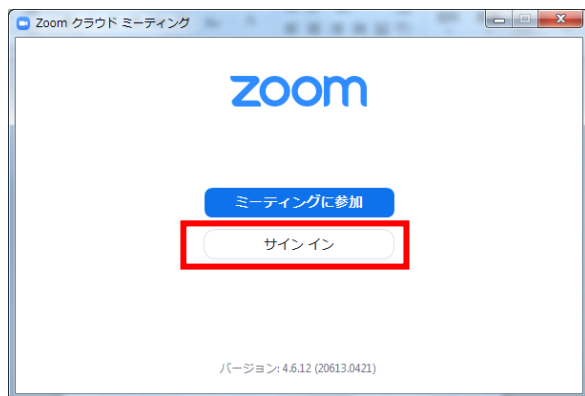 Zoom クラウド ミーティング
zoom
ミーティングに参加
サイン イン
バージョン: 4.6.12 (20613.0421)